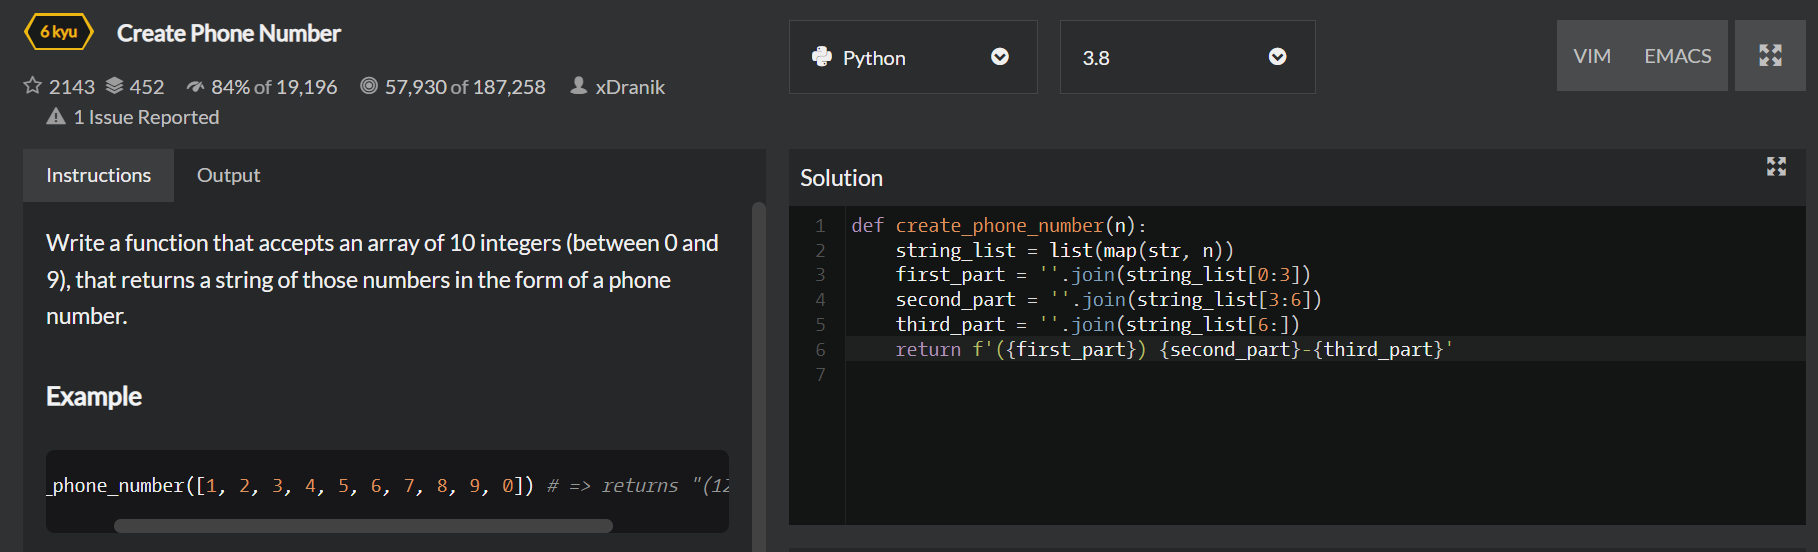 6 kyu Create Phone Number
2143 452 84% of 19,196 57,930 of 187,258 xDranik
1 Issue Reported
Python
3.8
VIM EMACS
Instructions Output
Write a function that accepts an array of 10 integers (between 0 and
9), that returns a string of those numbers in the form of a phone
number.
Example
_phone_number([1, 2, 3, 4, 5, 6, 7, 8, 9, 0]) # => returns "(12
Solution
1 def create_phone_number(n):
2     string_list = list(map(str, n))
3     first_part = ''.join(string_list[0:3])
4     second_part = ''.join(string_list[3:6])
5     third_part = ''.join(string_list[6:])
6     return f'({first_part}) {second_part}-{third_part}'
7